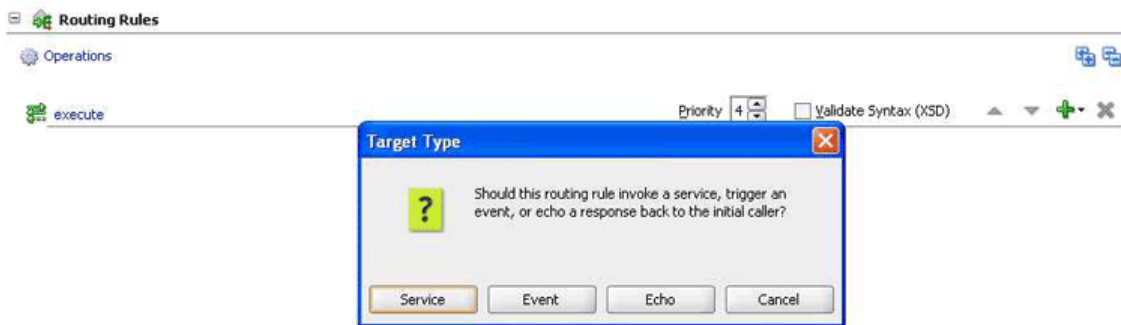 Routing Rules
Operations
execute Priority 4 Validate Syntax (XSD)
Target Type
Should this routing rule invoke a service, trigger an
event, or echo a response back to the initial caller?
Service Event Echo Cancel